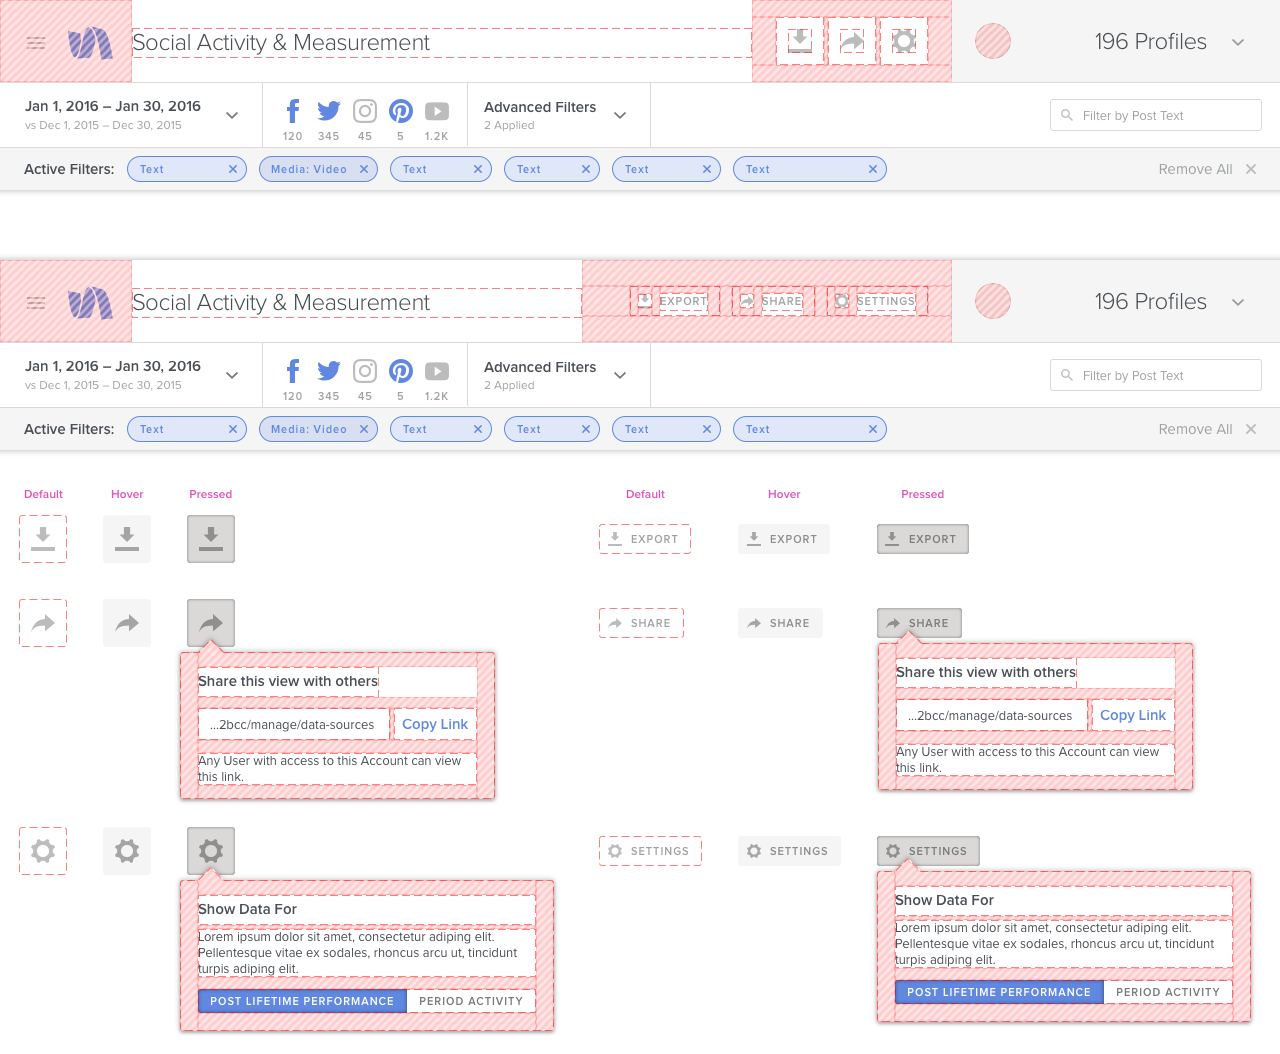 Social Activity & Measurement
196 Profiles
Jan 1, 2016 – Jan 30, 2016
vs Dec 1, 2015 – Dec 30, 2015
120 345 45 5 1.2K
Advanced Filters
2 Applied
Filter by Post Text
Active Filters: Text Media: Video Text Text Text Text Remove All
Social Activity & Measurement
EXPORT SHARE SETTINGS
196 Profiles
Jan 1, 2016 – Jan 30, 2016
vs Dec 1, 2015 – Dec 30, 2015
120 345 45 5 1.2K
Advanced Filters
2 Applied
Filter by Post Text
Active Filters: Text Media: Video Text Text Text Text Remove All
Default Hover Pressed
Default Hover Pressed
EXPORT EXPORT EXPORT
SHARE SHARE SHARE
Share this view with others
...2bcc/manage/data-sources Copy Link
Any User with access to this Account can view
this link.
Share this view with others
...2bcc/manage/data-sources Copy Link
Any User with access to this Account can view
this link.
SETTINGS SETTINGS SETTINGS
Show Data For
Lorem ipsum dolor sit amet, consectetur adiping elit.
Pellentesque vitae ex sodales, rhoncus arcu ut, tincidunt
turpis adiping elit.
POST LIFETIME PERFORMANCE PERIOD ACTIVITY
Show Data For
Lorem ipsum dolor sit amet, consectetur adiping elit.
Pellentesque vitae ex sodales, rhoncus arcu ut, tincidunt
turpis adiping elit.
POST LIFETIME PERFORMANCE PERIOD ACTIVITY